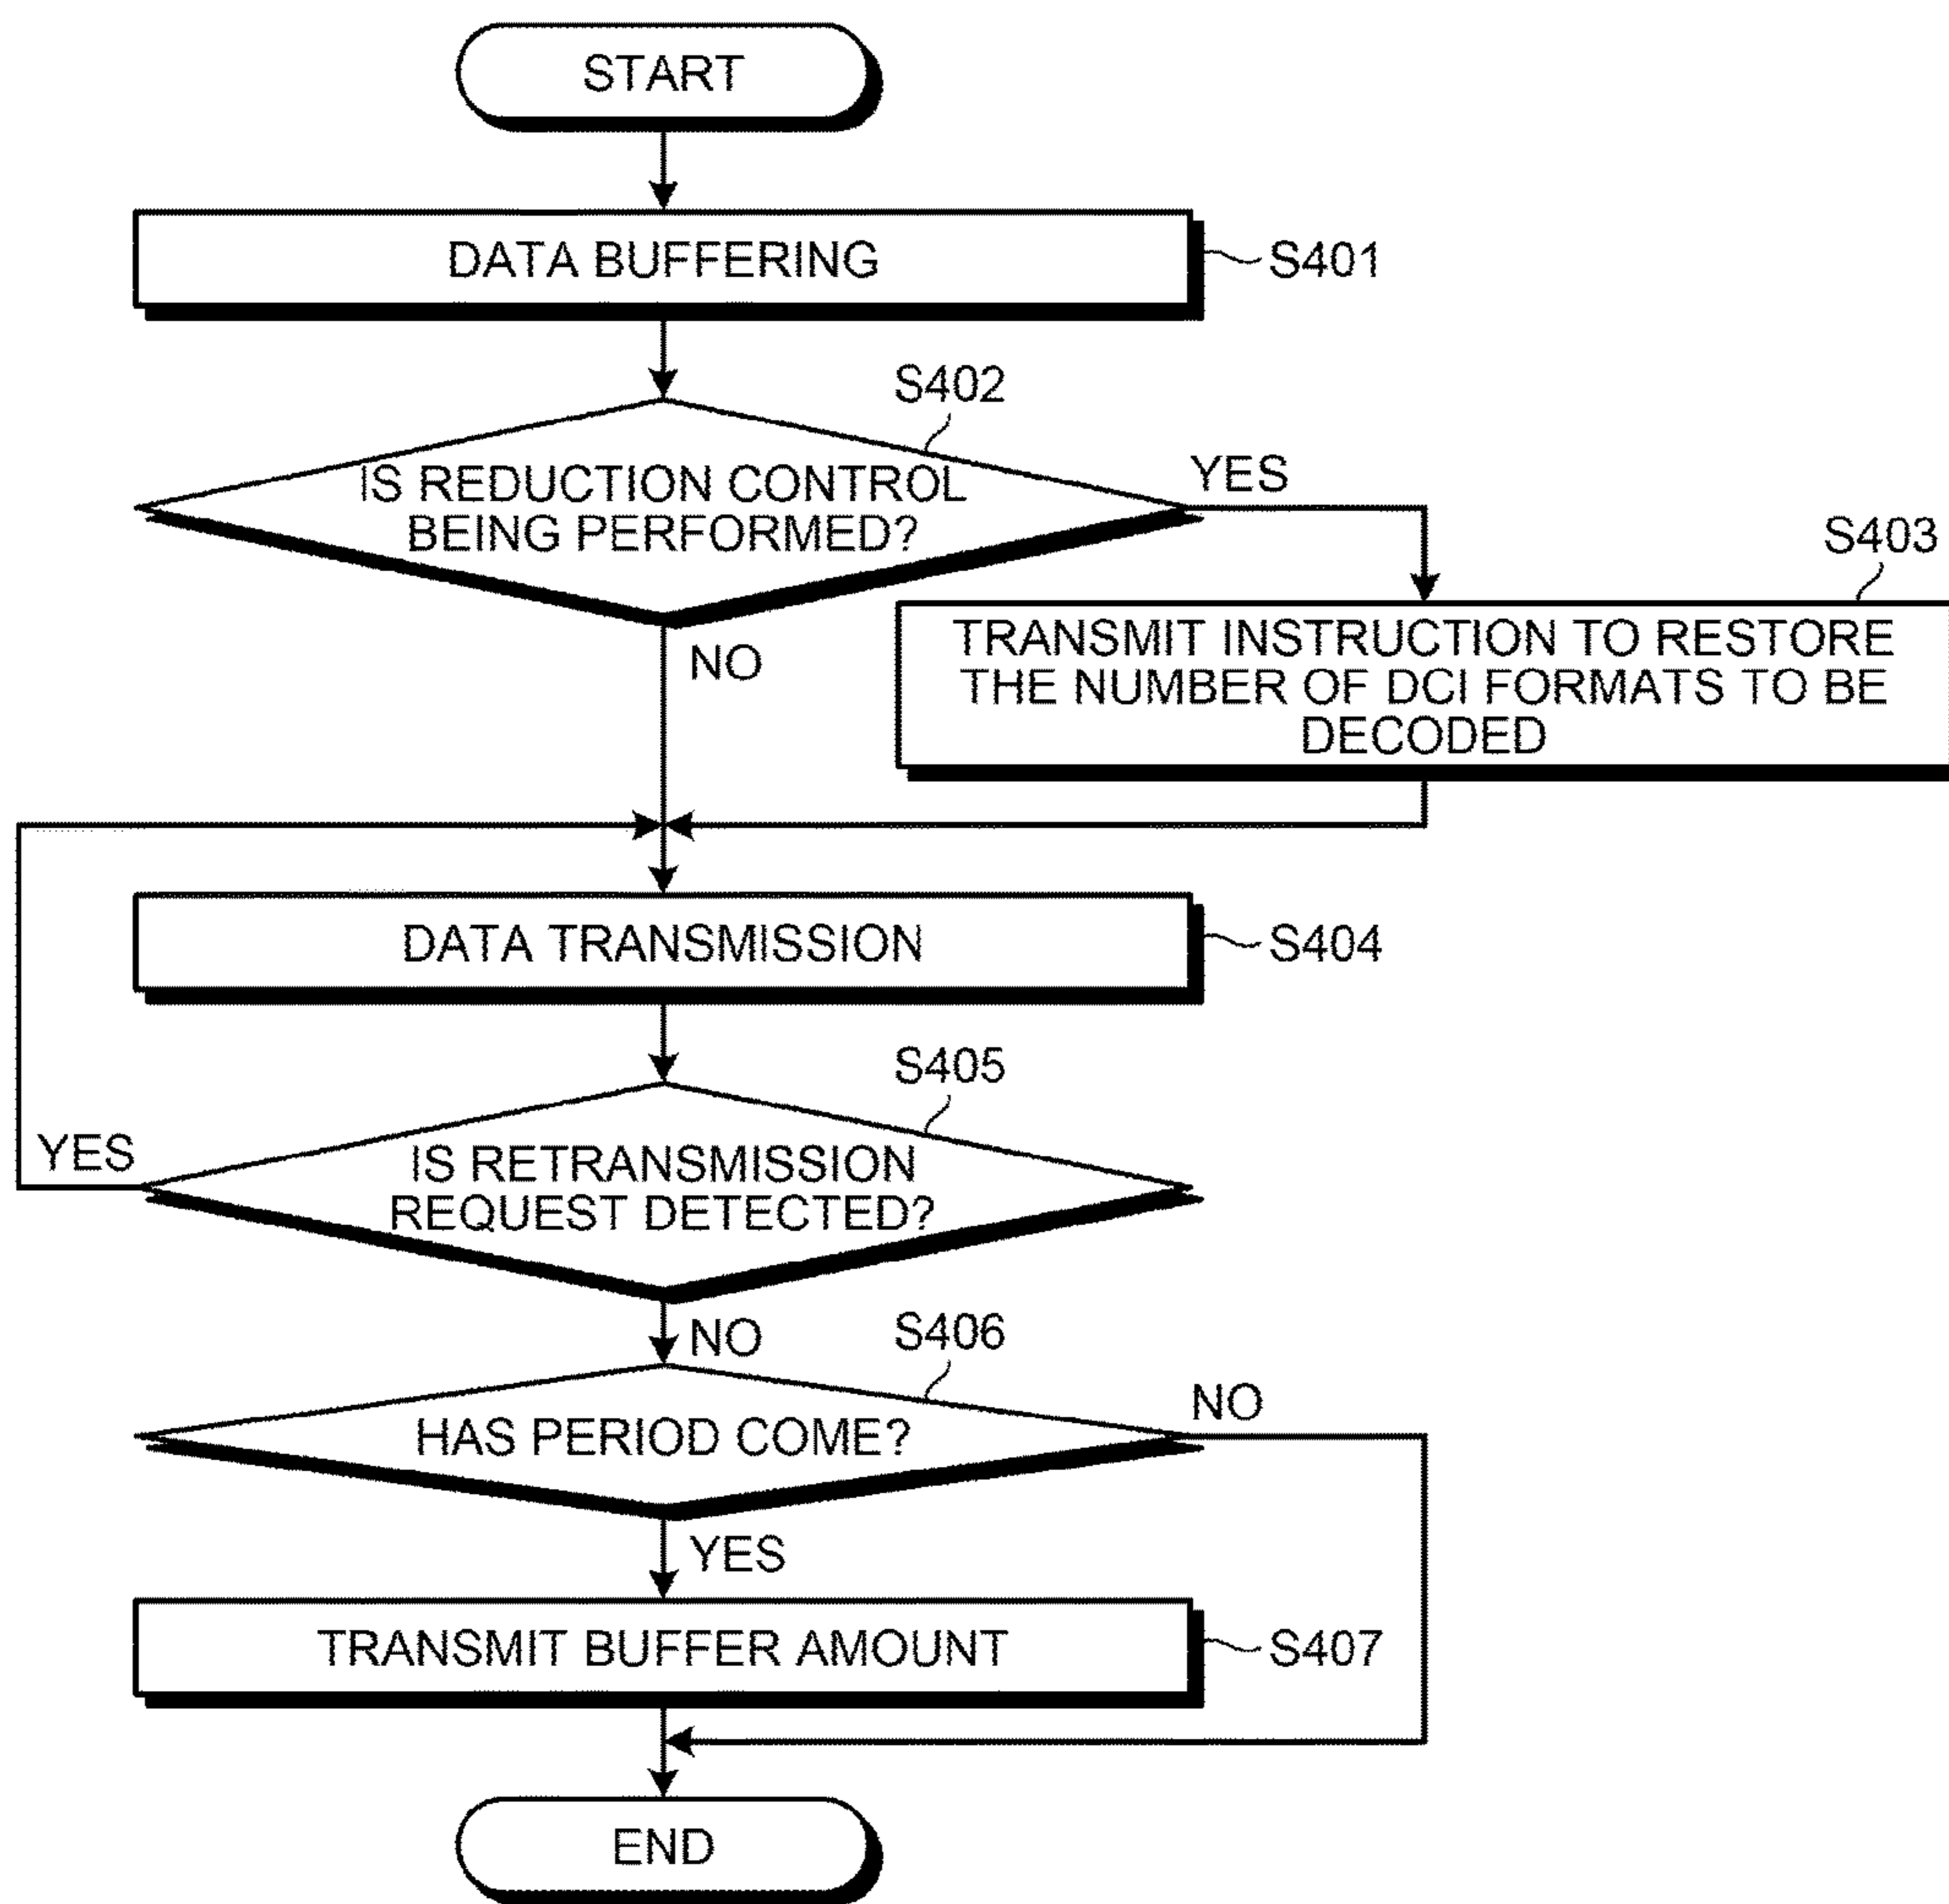 START
DATA BUFFERING
S401
S402
IS REDUCTION CONTROL
BEING PERFORMED?
YES
NO
S403
TRANSMIT INSTRUCTION TO RESTORE
THE NUMBER OF DCI FORMATS TO BE
DECODED
DATA TRANSMISSION
S404
S405
IS RETRANSMISSION
REQUEST DETECTED?
YES
NO
S406
HAS PERIOD COME?
NO
YES
TRANSMIT BUFFER AMOUNT
S407
END